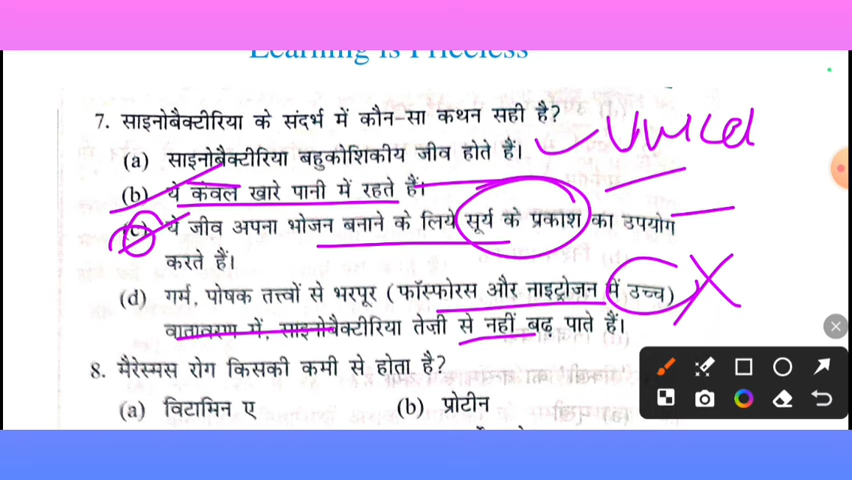 Learning is Priceless
7. साइनोबैक्टीरिया के संदर्भ में कौन-सा कथन सही है?
(a) साइनोबैक्टीरिया बहुकोशिकीय जीव होते हैं।
(b) ये केवल खारे पानी में रहते हैं।
(c) ये जीव अपना भोजन बनाने के लिये सूर्य के प्रकाश का उपयोग
करते हैं।
(d) गर्म, पोषक तत्त्वों से भरपूर (फॉस्फोरस और नाइट्रोजन में उच्च)
वातावरण में, साइनोबैक्टीरिया तेज़ी से नहीं बढ़ पाते हैं।
8. मैरेस्मस रोग किसकी कमी से होता है?
(a) विटामिन ए (b) प्रोटीन